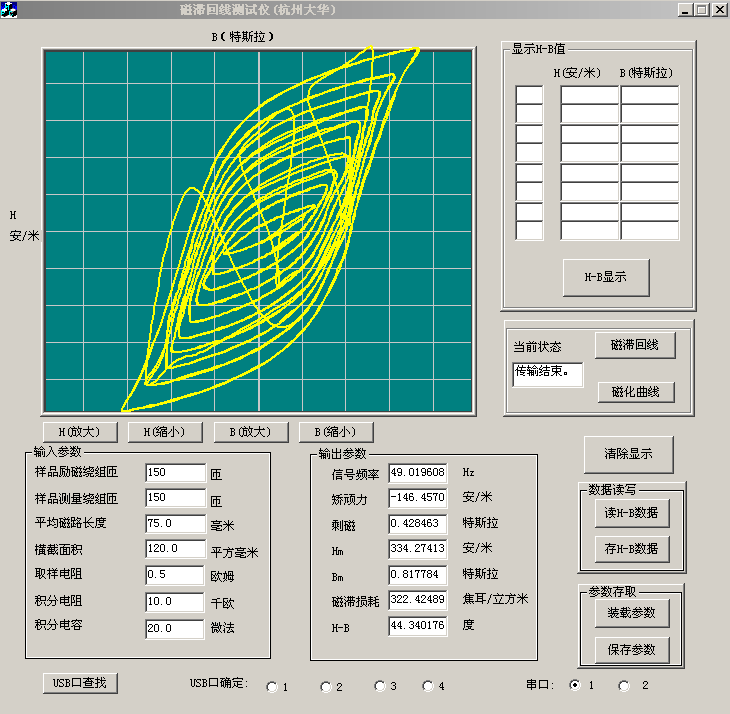 磁滞回线测试仪(杭州大华)
B(特斯拉)
H
安/米
显示H-B值
H(安/米) B(特斯拉)
H-B显示
当前状态
传输结束。
磁滞回线
磁化曲线
H(放大) H(缩小) B(放大) B(缩小)
输入参数
样品励磁绕组匝 150 匝
样品测量绕组匝 150 匝
平均磁路长度 75.0 毫米
横截面积 120.0 平方毫米
取样电阻 0.5 欧姆
积分电阻 10.0 千欧
积分电容 20.0 微法
输出参数
信号频率 49.019608 Hz
矫顽力 -146.4570 安/米
剩磁 0.428463 特斯拉
Hm 334.27413 安/米
Bm 0.817784 特斯拉
磁滞损耗 322.42489 焦耳/立方米
H-B 44.340176 度
清除显示
数据读写
读H-B数据
存H-B数据
参数存取
装载参数
保存参数
USB口查找 USB口确定: 1 2 3 4 串口: 1 2